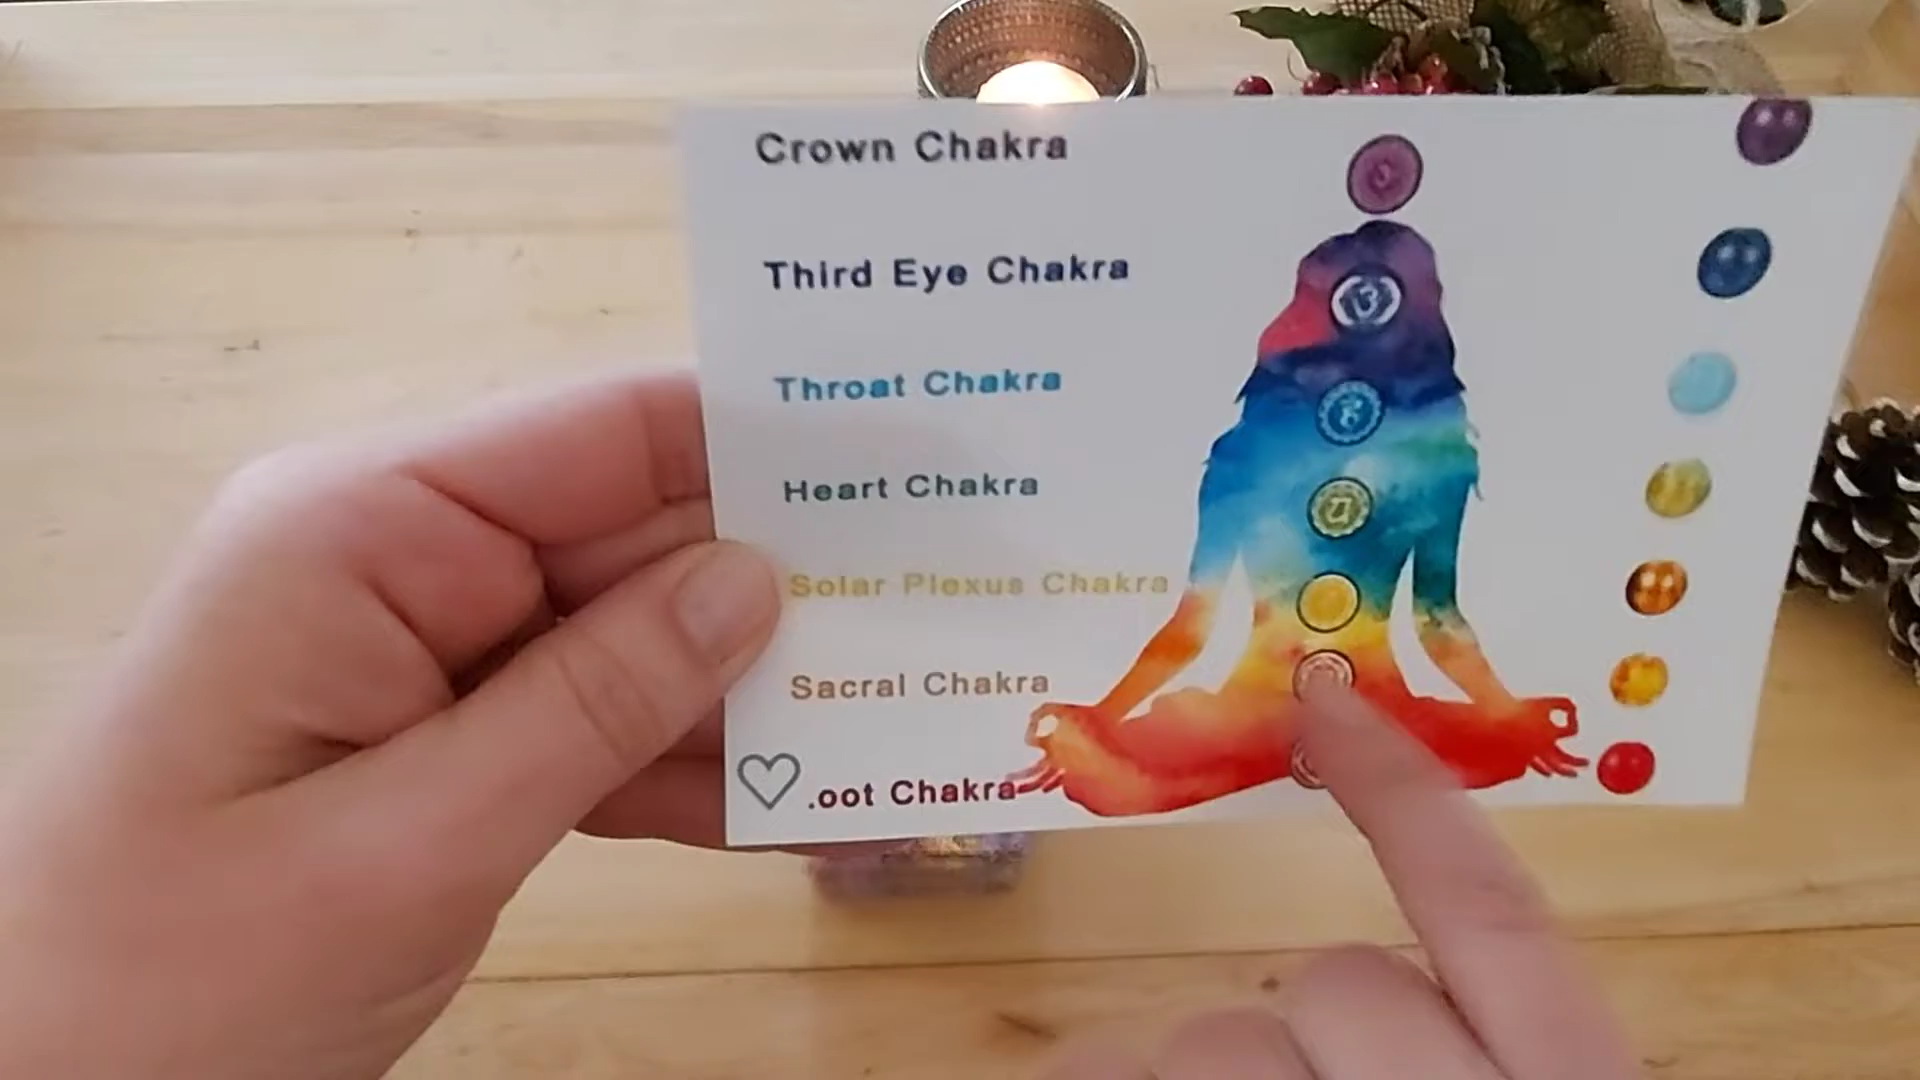 Crown Chakra
Third Eye Chakra
Throat Chakra
Heart Chakra
Solar Plexus Chakra
Sacral Chakra
.oot Chakra